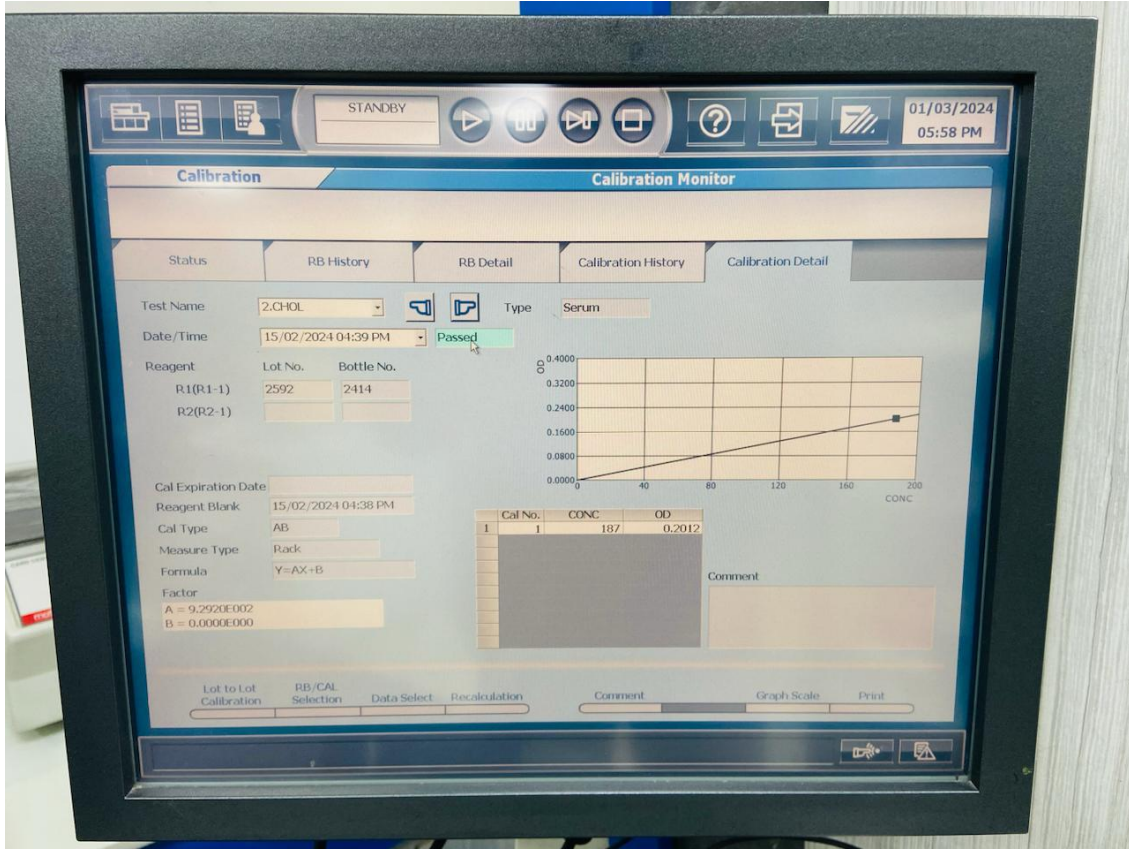 STANDBY
01/03/2024
05:58 PM
Calibration
Calibration Monitor
Status
RB History
RB Detail
Calibration History
Calibration Detail
Test Name 2.CHOL Type Serum
Date/Time 15/02/2024 04:39 PM Passed
Reagent Lot No. Bottle No.
R1(R1-1) 2592 2414
R2(R2-1)
OD
0.4000
0.3200
0.2400
0.1600
0.0800
0.0000
0 40 80 120 160 200
CONC
Cal Expiration Date
Reagent Blank 15/02/2024 04:38 PM
Cal Type AB
Measure Type Rack
Formula Y=AX+B
Factor
A = 9.2920E002
B = 0.0000E000
Cal No. CONC OD
1 1 187 0.2012
Comment
Lot to Lot
Calibration
RB/CAL
Selection
Data Select
Recalculation
Comment
Graph Scale
Print